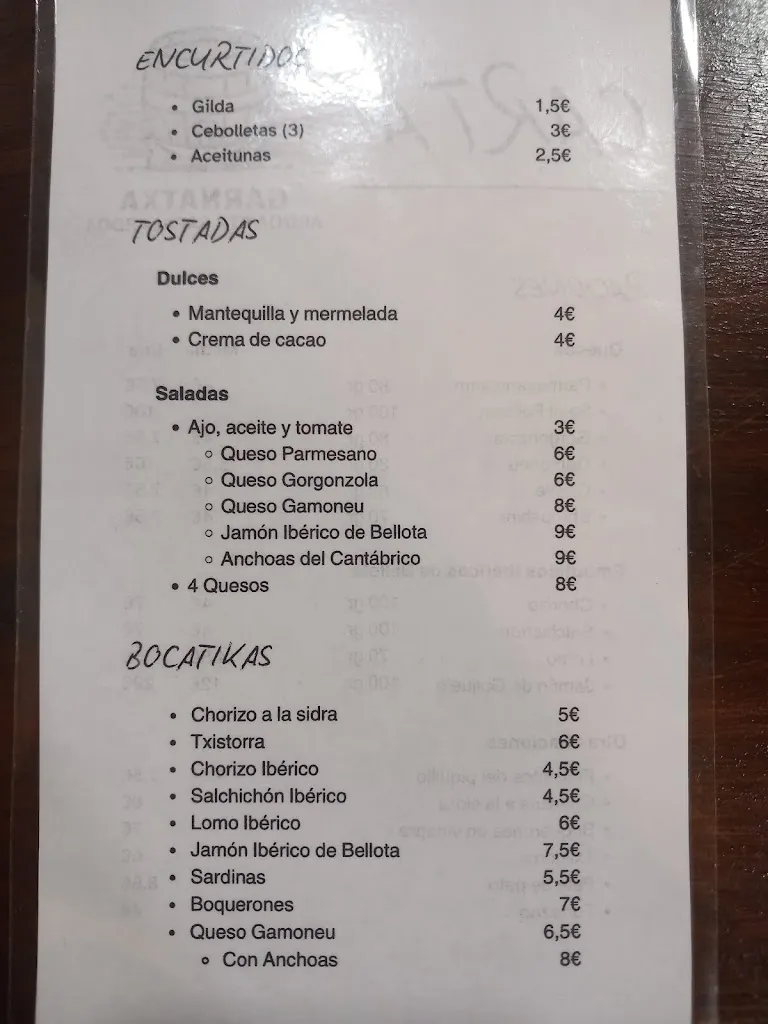 ENCURTIDOS
• Gilda 1,5€
• Cebolletas (3) 3€
• Aceitunas 2,5€
TOSTADAS
Dulces
• Mantequilla y mermelada 4€
• Crema de cacao 4€
Saladas
• Ajo, aceite y tomate 3€
○ Queso Parmesano 6€
○ Queso Gorgonzola 6€
○ Queso Gamoneu 8€
○ Jamón Ibérico de Bellota 9€
○ Anchoas del Cantábrico 9€
• 4 Quesos 8€
BOCATIKAS
• Chorizo a la sidra 5€
• Txistorra 6€
• Chorizo Ibérico 4,5€
• Salchichón Ibérico 4,5€
• Lomo Ibérico 6€
• Jamón Ibérico de Bellota 7,5€
• Sardinas 5,5€
• Boquerones 7€
• Queso Gamoneu 6,5€
○ Con Anchoas 8€